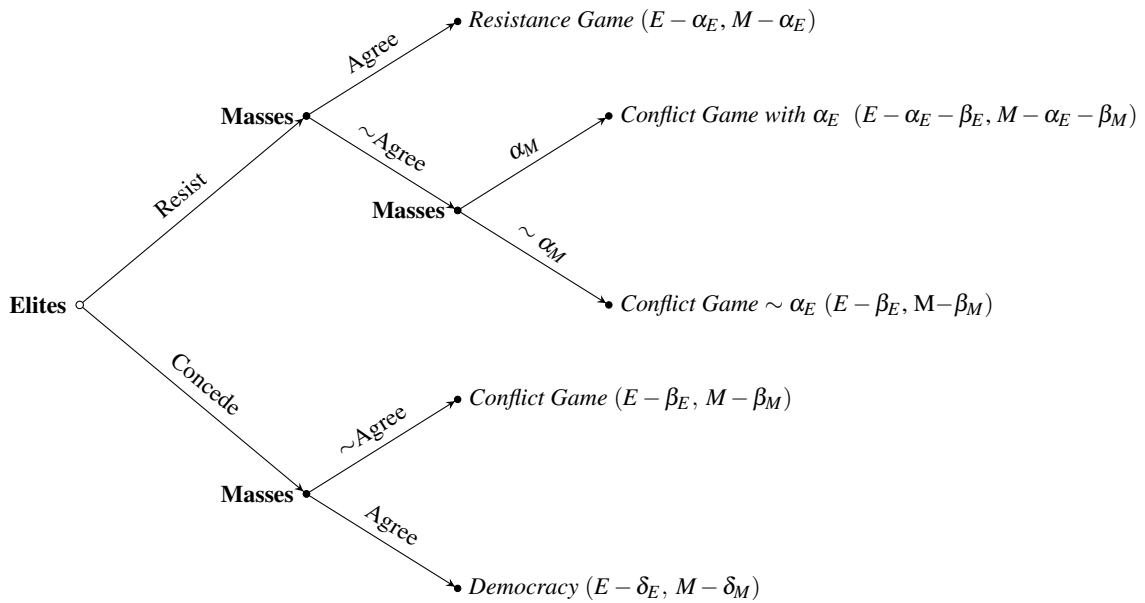 Resistance Game (E − α_E, M − α_E)
Agree
Masses
Conflict Game with α_E (E − α_E − β_E, M − α_E − β_M)
~Agree
α_M
Resist
Masses
~ α_M
Elites
Conflict Game ~ α_E (E − β_E, M−β_M)
Concede
Conflict Game (E − β_E, M − β_M)
~Agree
Masses
Agree
Democracy (E − δ_E, M − δ_M)